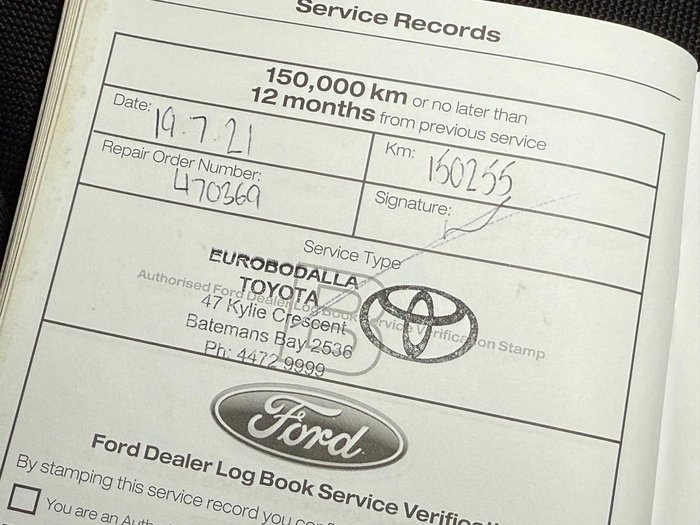 Service Records
150,000 km or no later than
12 months from previous service
Date: 19.7.21
Km: 150255
Repair Order Number:
470369
Signature:
Service Type
B
EUROBODALLA
TOYOTA
Authorised Ford Dealer Log Book Service Verification Stamp
47 Kylie Crescent
Batemans Bay 2536
Ph: 4472 9999
Ford
Ford Dealer Log Book Service
By stamping this service record you
You are an